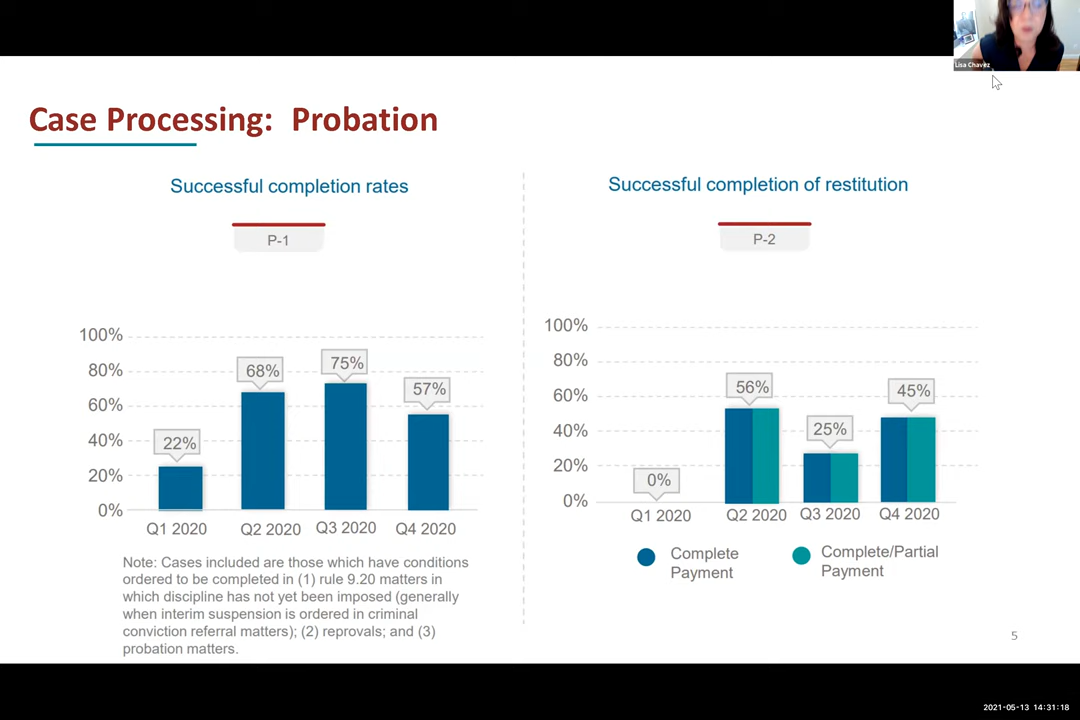 Lisa Chavez
Case Processing: Probation
Successful completion rates
P-1
100%
80%
60%
40%
20%
0%
22%
68%
75%
57%
Q1 2020
Q2 2020
Q3 2020
Q4 2020
Note: Cases included are those which have conditions
ordered to be completed in (1) rule 9.20 matters in
which discipline has not yet been imposed (generally
when interim suspension is ordered in criminal
conviction referral matters); (2) reprovals; and (3)
probation matters.
Successful completion of restitution
P-2
100%
80%
60%
40%
20%
0%
0%
56%
25%
45%
Q1 2020
Q2 2020
Q3 2020
Q4 2020
Complete
Payment
Complete/Partial
Payment
5
2021-05-13 14:31:18